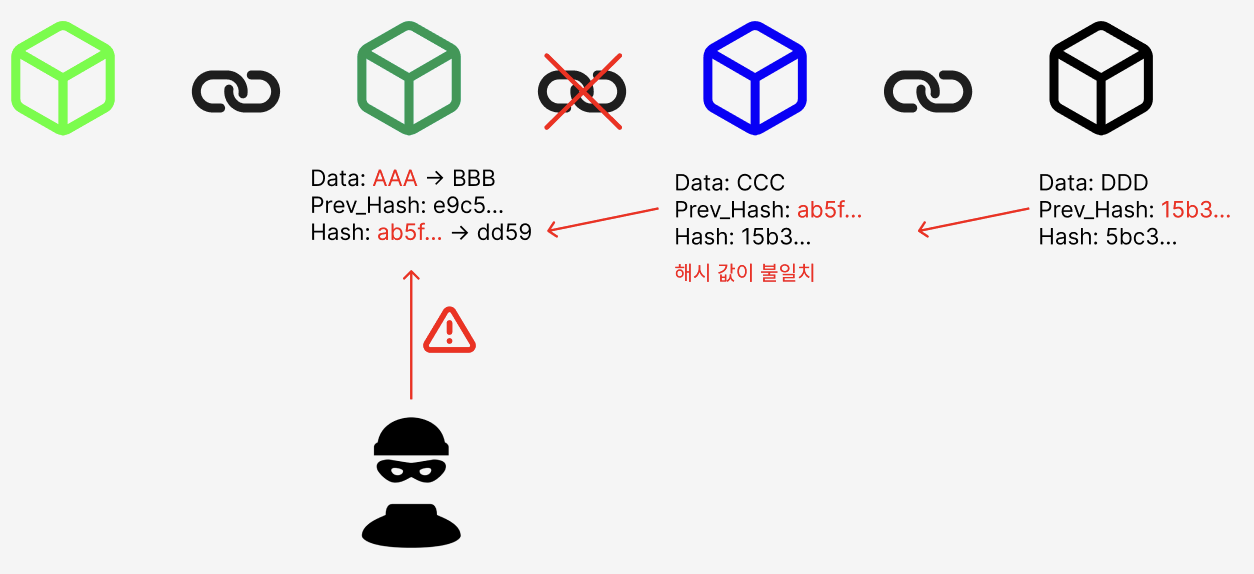 Data: AAA → BBB
Prev_Hash: e9c5...
Hash: ab5f... → dd59
Data: CCC
Prev_Hash: ab5f...
Hash: 15b3...
해시 값이 불일치
Data: DDD
Prev_Hash: 15b3...
Hash: 5bc3...